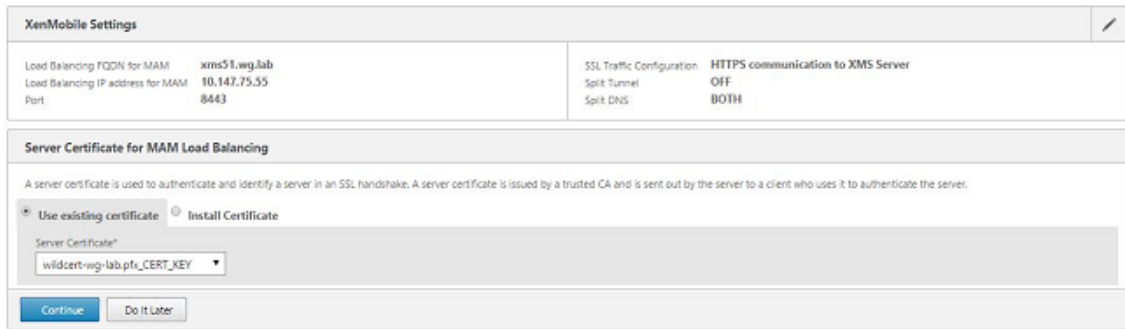 XenMobile Settings
Load Balancing FQDN for MAM xms51.wg.lab
Load Balancing IP address for MAM 10.147.75.55
Port 8443
SSL Traffic Configuration HTTPS communication to XMS Server
Split Tunnel OFF
Split DNS BOTH
Server Certificate for MAM Load Balancing
A server certificate is used to authenticate and identify a server in an SSL handshake. A server certificate is issued by a trusted CA and is sent out by the server to a client who uses it to authenticate the server.
Use existing certificate Install Certificate
Server Certificate*
wildcert-wg-lab.pfx_CERT_KEY
Continue Do It Later